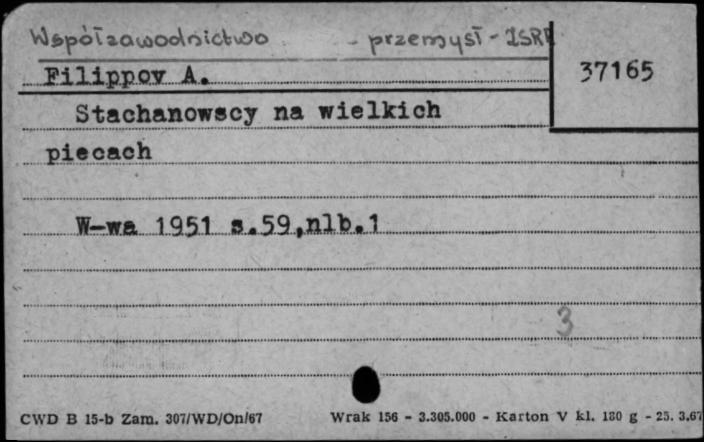 Współzawodnictwo - przemysł -
37165
Filippov A.
Stachanowscy na wielkich
piecach
W-wa 1951 s.59,nlb.1
3
CWD B 15-b Zam. 307/WD/On/67 Wrak 156 - 3.305.000 - Karton V kl. 180 g - 25. 3.67